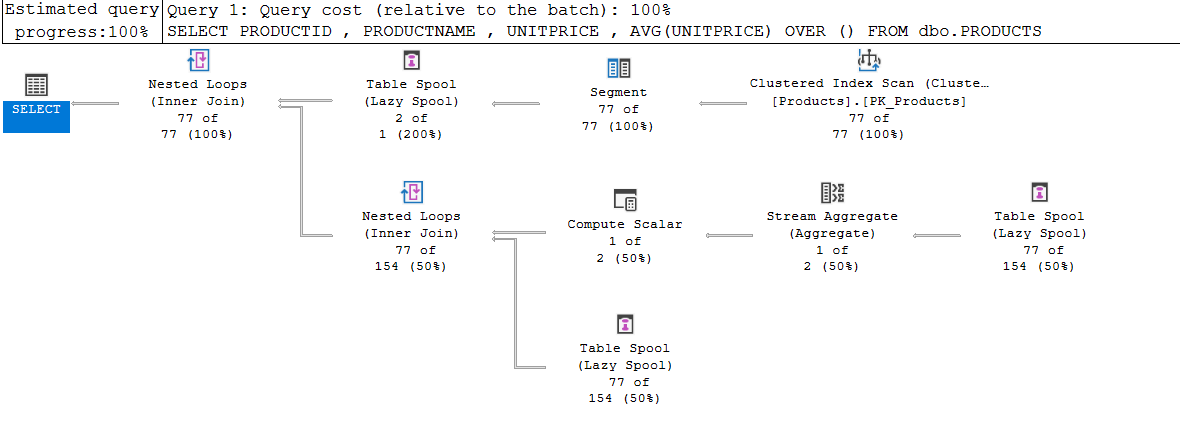 Estimated query
progress:100%
Query 1: Query cost (relative to the batch): 100%
SELECT PRODUCTID , PRODUCTNAME , UNITPRICE , AVG(UNITPRICE) OVER () FROM dbo.PRODUCTS
SELECT
Nested Loops
(Inner Join)
77 of
77 (100%)
Table Spool
(Lazy Spool)
2 of
1 (200%)
Segment
77 of
77 (100%)
Clustered Index Scan (Cluste…
[Products].[PK_Products]
77 of
77 (100%)
Nested Loops
(Inner Join)
77 of
154 (50%)
Compute Scalar
1 of
2 (50%)
Stream Aggregate
(Aggregate)
1 of
2 (50%)
Table Spool
(Lazy Spool)
77 of
154 (50%)
Table Spool
(Lazy Spool)
77 of
154 (50%)